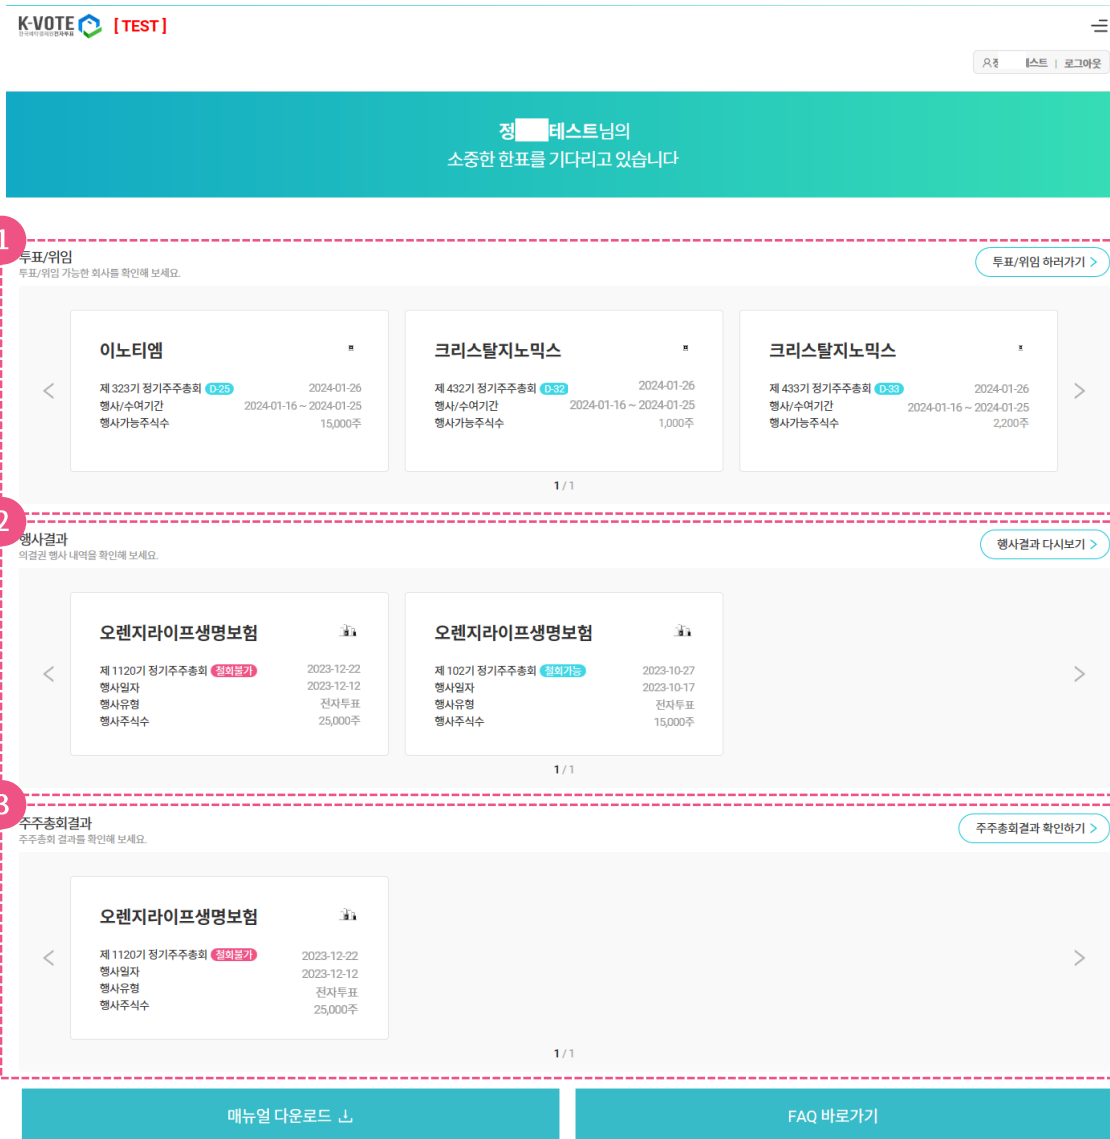 K-VOTE
한국예탁결제원전자투표
[ TEST ]
스트 | 로그아웃
정 테스트님의
소중한 한표를 기다리고 있습니다
1
투표/위임
투표/위임 가능한 회사를 확인해 보세요.
투표/위임 하러가기 >
이노티엠
제 323기 정기주주총회 D-25 2024-01-26
행사/수여기간 2024-01-16 ~ 2024-01-25
행사가능주식수 15,000주
크리스탈지노믹스
제 432기 정기주주총회 D-32 2024-01-26
행사/수여기간 2024-01-16 ~ 2024-01-25
행사가능주식수 1,000주
크리스탈지노믹스
제 433기 정기주주총회 D-33 2024-01-26
행사/수여기간 2024-01-16 ~ 2024-01-25
행사가능주식수 2,200주
1 / 1
2
행사결과
의결권 행사 내역을 확인해 보세요.
행사결과 다시보기 >
오렌지라이프생명보험
제 1120기 정기주주총회 철회불가 2023-12-22
행사일자 2023-12-12
행사유형 전자투표
행사주식수 25,000주
오렌지라이프생명보험
제 102기 정기주주총회 철회가능 2023-10-27
행사일자 2023-10-17
행사유형 전자투표
행사주식수 15,000주
1 / 1
3
주주총회결과
주주총회 결과를 확인해 보세요.
주주총회결과 확인하기 >
오렌지라이프생명보험
제 1120기 정기주주총회 철회불가 2023-12-22
행사일자 2023-12-12
행사유형 전자투표
행사주식수 25,000주
1 / 1
매뉴얼 다운로드
FAQ 바로가기